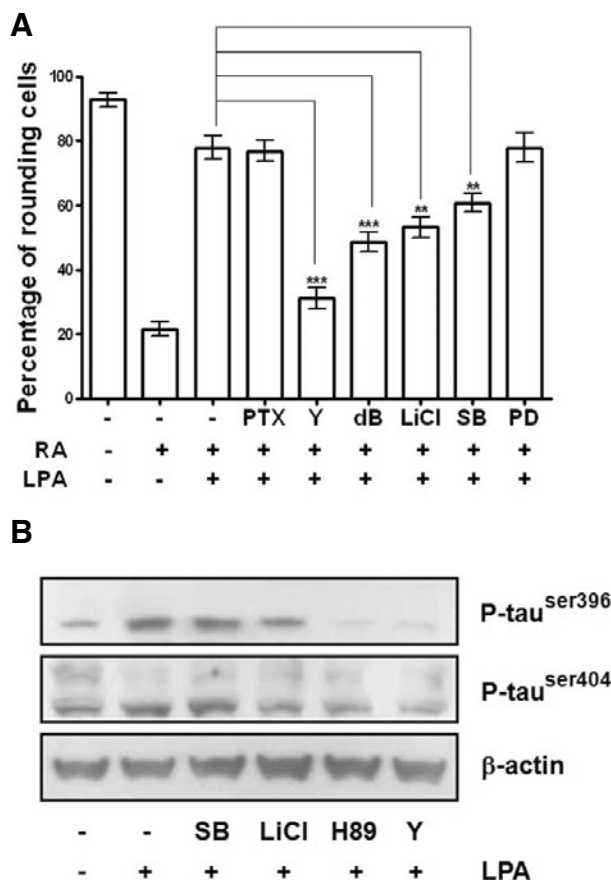 A
Percentage of rounding cells
100
80
60
40
20
0
*** *** ** **
- - - PTX Y dB LiCl SB PD
RA - + + + + + + + +
LPA - - + + + + + + +
B
P-tau ser396
P-tau ser404
β-actin
- - SB LiCl H89 Y
- + + + + + LPA